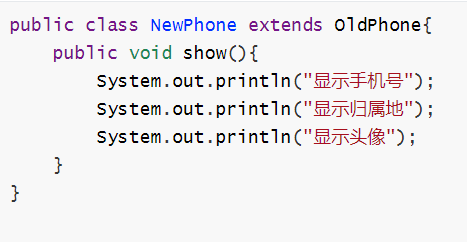 public class NewPhone extends OldPhone{
    public void show(){
        System.out.println("显示手机号");
        System.out.println("显示归属地");
        System.out.println("显示头像");
    }
}